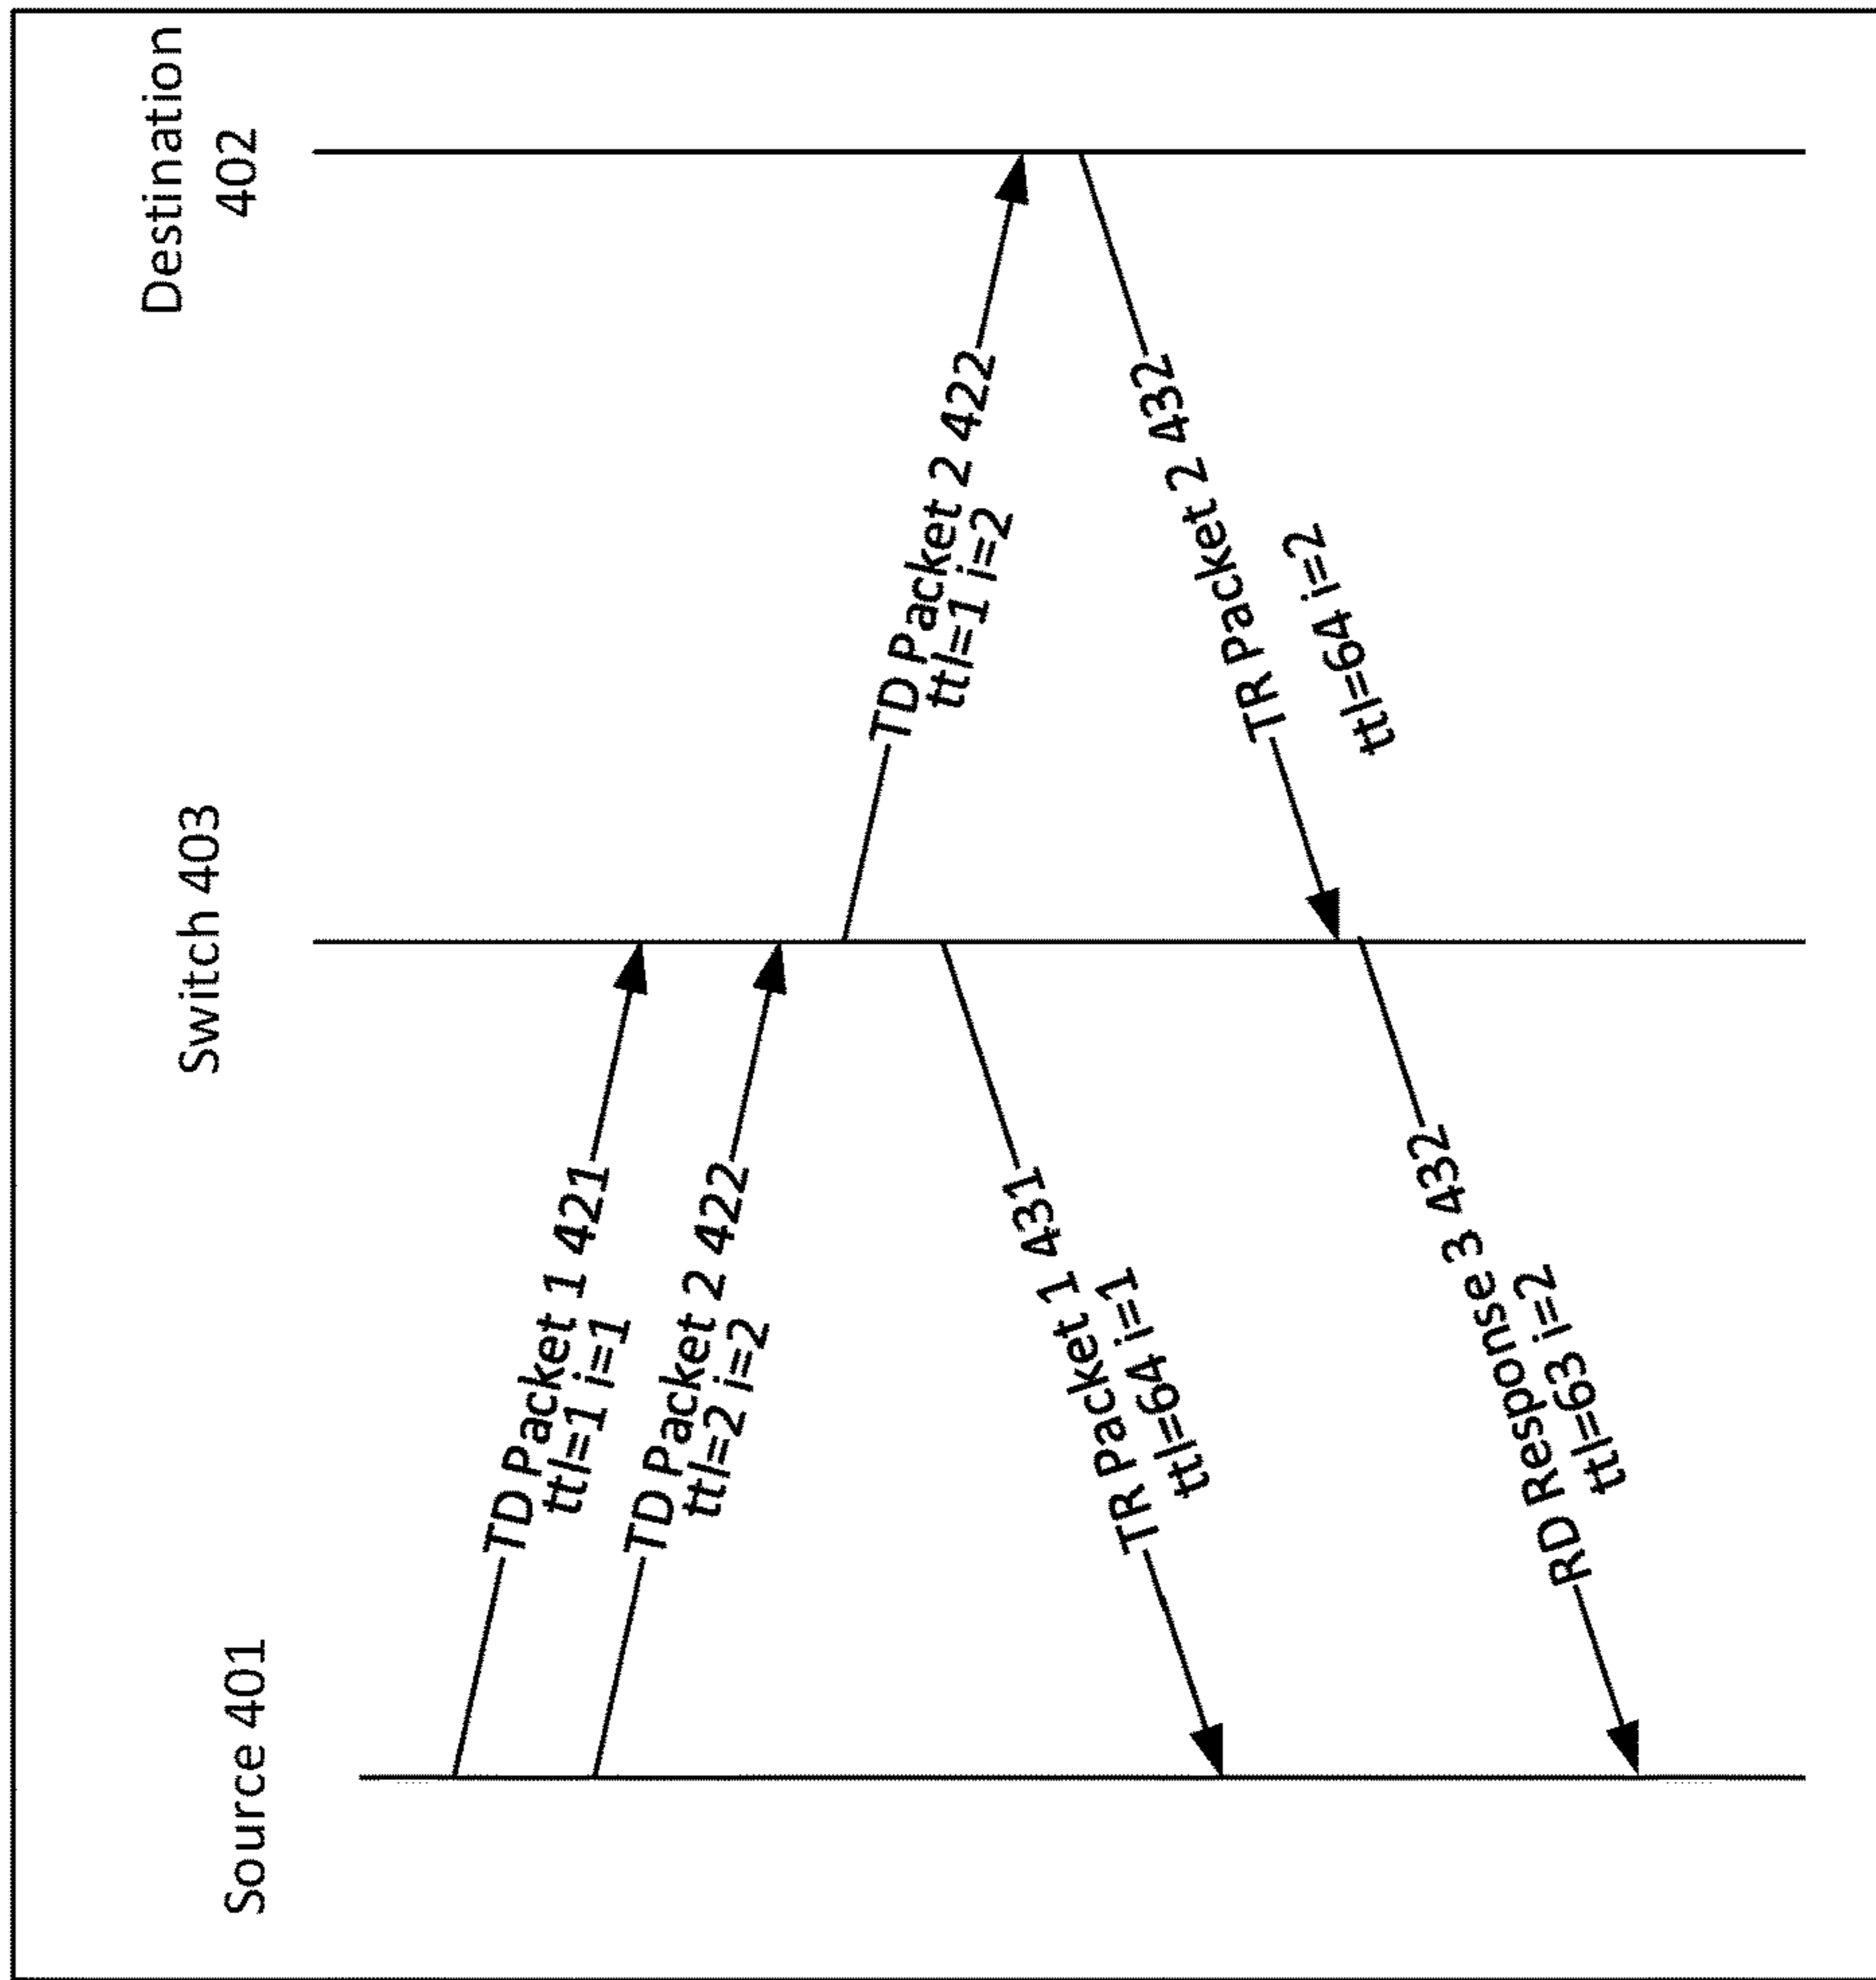 Source 401
Switch 403
Destination
402
TD Packet 1 421
ttl=1 i=1
TD Packet 2 422
ttl=2 i=2
TD Packet 2 422
ttl=1 i=2
TR Packet 1 431
ttl=64 i=1
TR Packet 2 432
ttl=64 i=2
RD Response 3 432
ttl=63 i=2